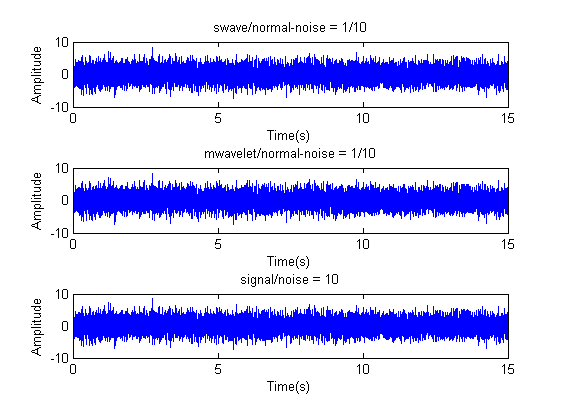 swave/normal-noise = 1/10
10
0
-10
Amplitude
0 5 10 15
Time(s)
mwavelet/normal-noise = 1/10
10
0
-10
Amplitude
0 5 10 15
Time(s)
signal/noise = 10
10
0
-10
Amplitude
0 5 10 15
Time(s)